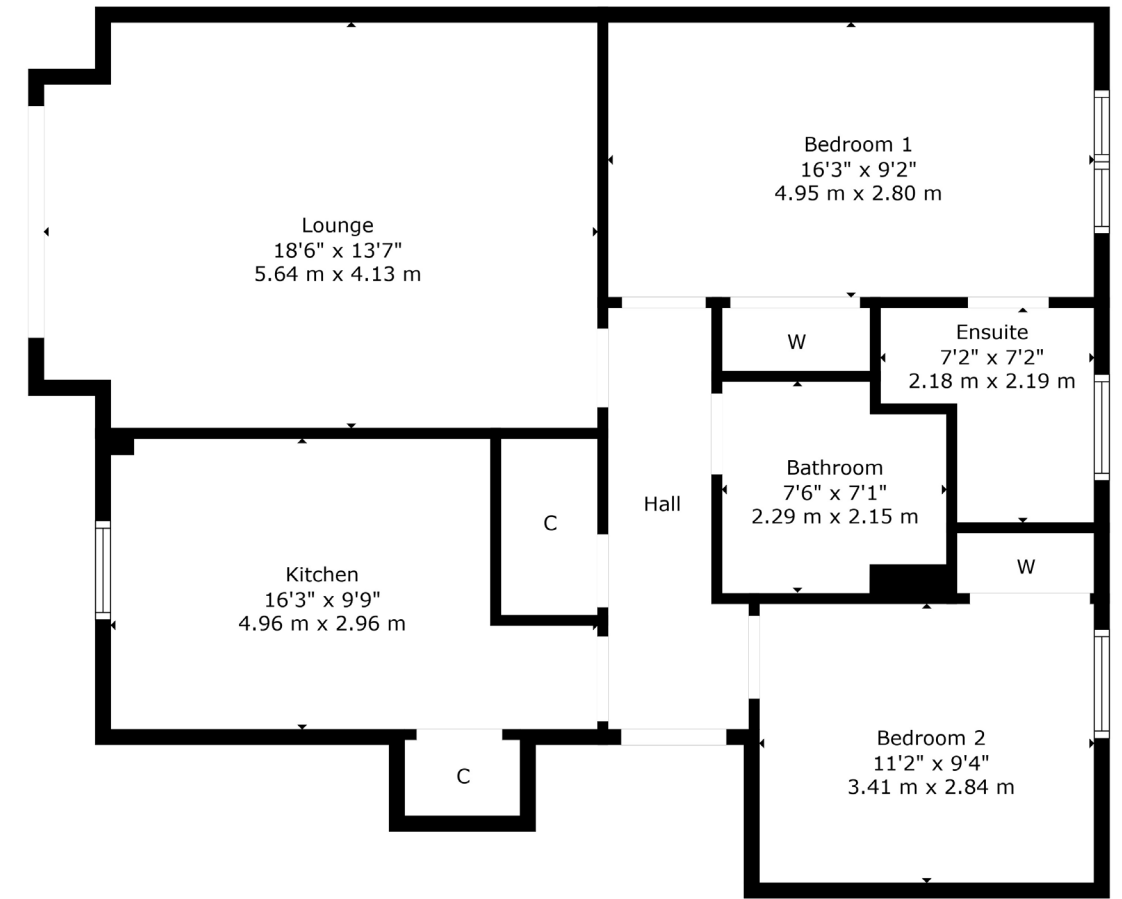 Bedroom 1
16'3" x 9'2"
4.95 m x 2.80 m
Lounge
18'6" x 13'7"
5.64 m x 4.13 m
W
Ensuite
7'2" x 7'2"
2.18 m x 2.19 m
Bathroom
7'6" x 7'1"
2.29 m x 2.15 m
Hall
C
W
Kitchen
16'3" x 9'9"
4.96 m x 2.96 m
Bedroom 2
11'2" x 9'4"
3.41 m x 2.84 m
C